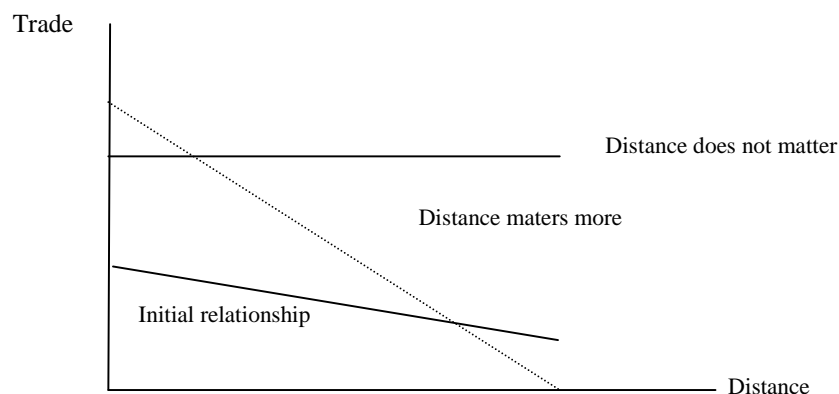 Trade
Distance does not matter
Distance maters more
Initial relationship
Distance